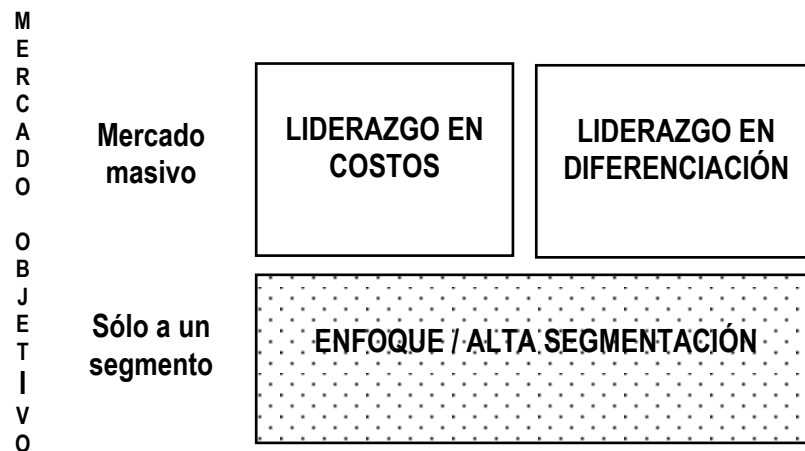 MERCADO OBJETIVO
Mercado
masivo
LIDERAZGO EN
COSTOS
LIDERAZGO EN
DIFERENCIACIÓN
Sólo a un
segmento
ENFOQUE / ALTA SEGMENTACIÓN